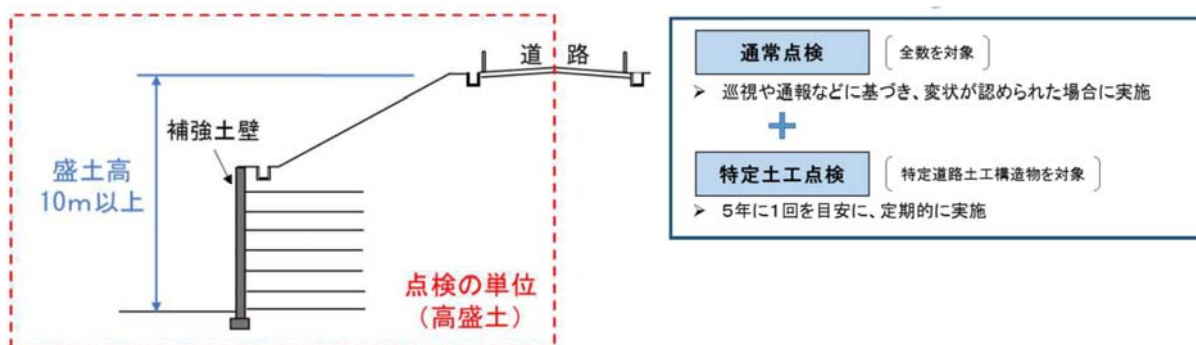 道 路
補強土壁
盛土高
10m以上
点検の単位
（高盛土）
通常点検
全数を対象
➢ 巡視や通報などに基づき、変状が認められた場合に実施
＋
特定土工点検
特定道路土工構造物を対象
➢ 5年に1回を目安に、定期的に実施